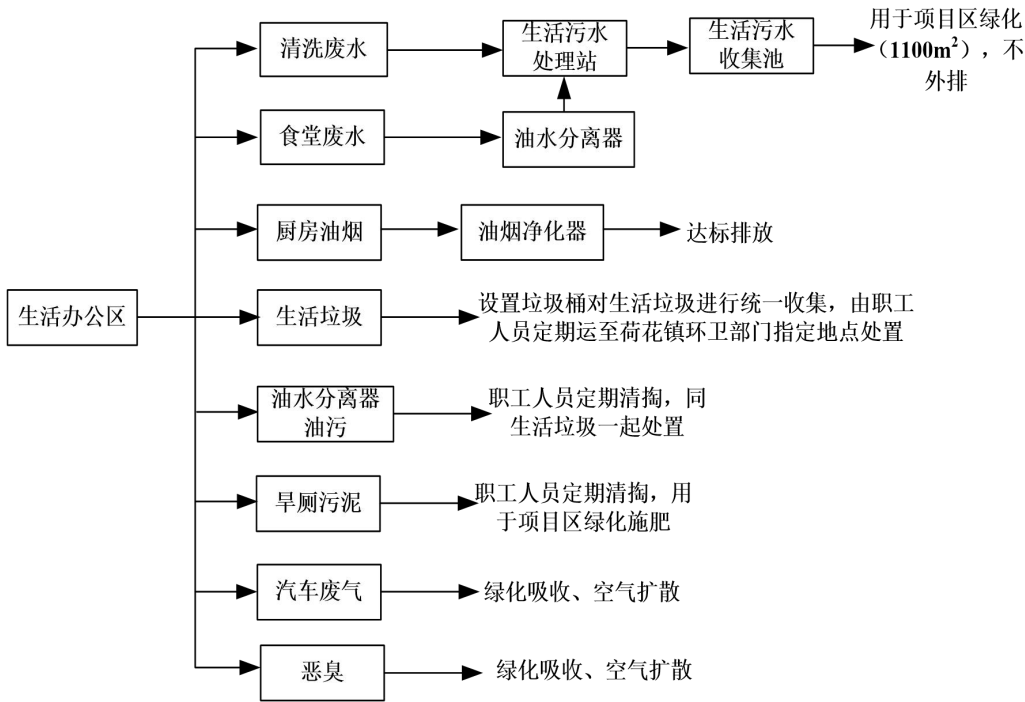 清洗废水
生活污水
处理站
生活污水
收集池
用于项目区绿化
（1100m²），不
外排
食堂废水
油水分离器
厨房油烟
油烟净化器
达标排放
生活办公区
生活垃圾
设置垃圾桶对生活垃圾进行统一收集，由职工
人员定期运至荷花镇环卫部门指定地点处置
油水分离器
油污
职工人员定期清掏，同
生活垃圾一起处置
旱厕污泥
职工人员定期清掏，用
于项目区绿化施肥
汽车废气
绿化吸收、空气扩散
恶臭
绿化吸收、空气扩散